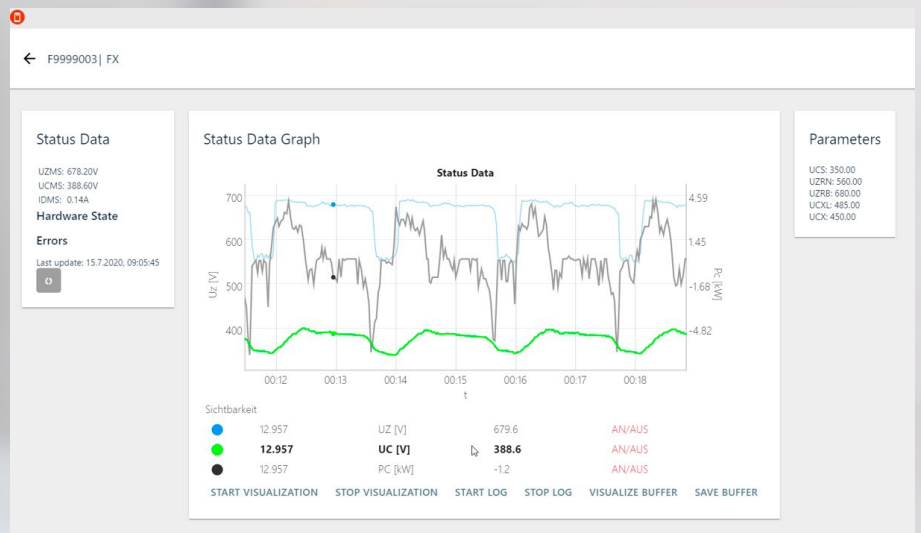 F9999003| FX
Status Data
UZMS: 678.20V
UCMS: 388.60V
IDMS: 0.14A
Hardware State
Errors
Last update: 15.7.2020, 09:05:45
Status Data Graph
Status Data
700
600
500
400
Uz [V]
4.59
1.45
-1.68
-4.82
Pc [kW]
00:12 00:13 00:14 00:15 00:16 00:17 00:18
t
Sichtbarkeit
12.957 UZ [V] 679.6 AN/AUS
12.957 UC [V] 388.6 AN/AUS
12.957 PC [kW] -1.2 AN/AUS
START VISUALIZATION STOP VISUALIZATION START LOG STOP LOG VISUALIZE BUFFER SAVE BUFFER
Parameters
UCS: 350.00
UZRN: 560.00
UZRB: 680.00
UCXL: 485.00
UCX: 450.00